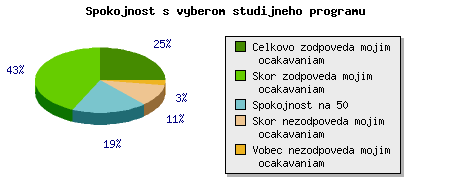 Spokojnost s vyberom studijneho programu
25%
43%
3%
11%
19%
Celkovo zodpoveda mojim
ocakavaniam
Skor zodpoveda mojim
ocakavaniam
Spokojnost na 50
Skor nezodpoveda mojim
ocakavaniam
Vobec nezodpoveda mojim
ocakavaniam